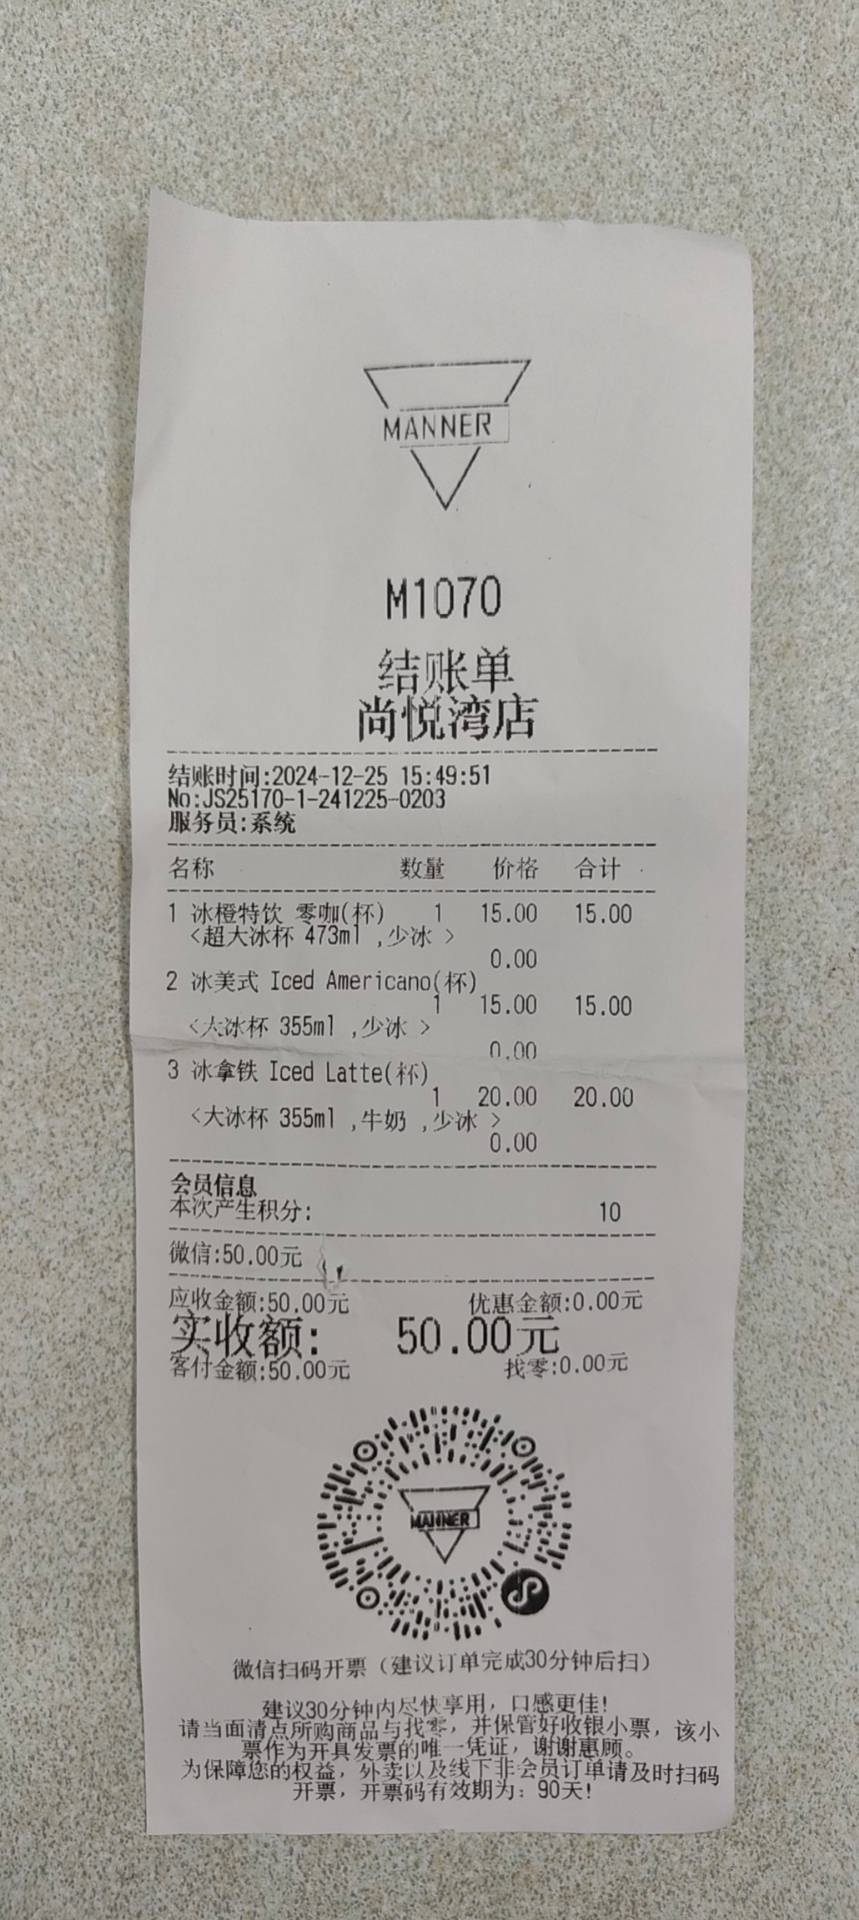 MANNER
M1070
结账单
尚悦湾店
结账时间:2024-12-25 15:49:51
No:JS25170-1-241225-0203
服务员:系统
名称 数量 价格 合计
1 冰橙特饮 零咖(杯) 1 15.00 15.00
<超大冰杯 473ml ,少冰 >
0.00
2 冰美式 Iced Americano(杯)
1 15.00 15.00
<大冰杯 355ml ,少冰 >
0.00
3 冰拿铁 Iced Latte(杯)
1 20.00 20.00
<大冰杯 355ml ,牛奶 ,少冰 >
0.00
会员信息
本次产生积分: 10
微信:50.00元
应收金额:50.00元 优惠金额:0.00元
实收额: 50.00元
客付金额:50.00元 找零:0.00元
MANNER
微信扫码开票（建议订单完成30分钟后扫）
建议30分钟内尽快享用，口感更佳!
请当面清点所购商品与找零，并保管好收银小票，该小
票作为开具发票的唯一凭证，谢谢惠顾。
为保障您的权益，外卖以及线下非会员订单请及时扫码
开票，开票码有效期为：90天!